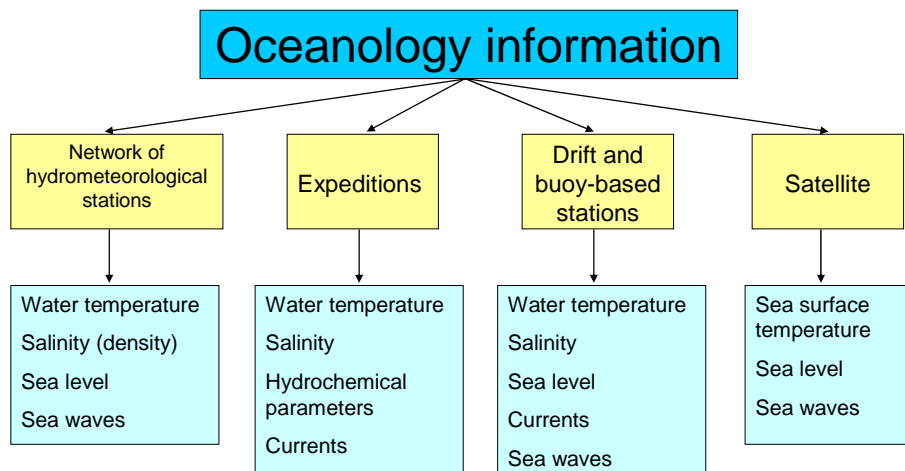 Oceanology information
Network of
hydrometeorological
stations
Expeditions
Drift and
buoy-based
stations
Satellite
Water temperature
Salinity (density)
Sea level
Sea waves
Water temperature
Salinity
Hydrochemical
parameters
Currents
Water temperature
Salinity
Sea level
Currents
Sea waves
Sea surface
temperature
Sea level
Sea waves